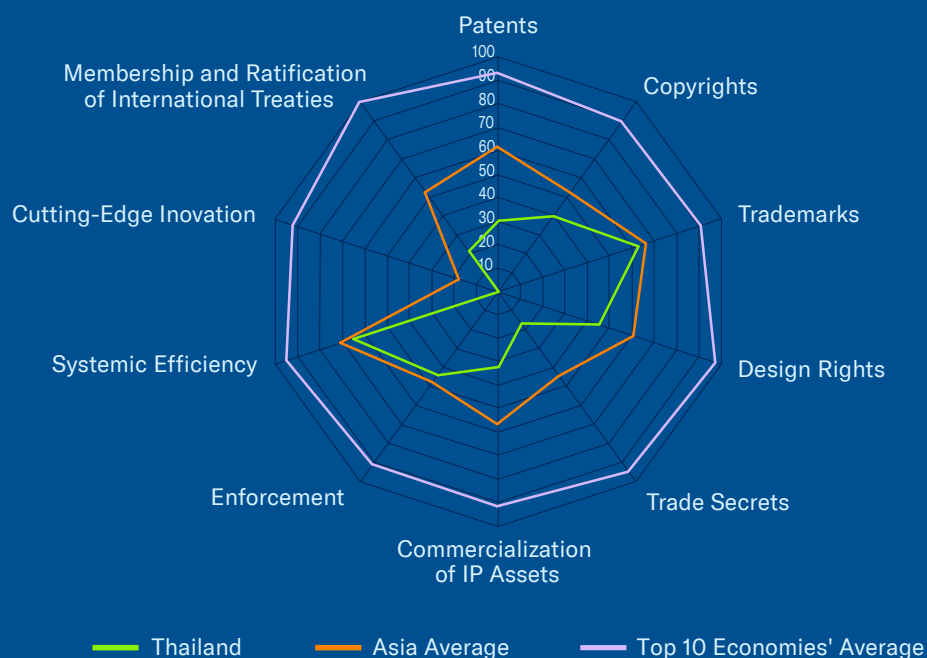 Patents
100
90
80
70
60
50
40
30
20
10
Membership and Ratification
of International Treaties
Copyrights
Cutting-Edge Inovation
Trademarks
Systemic Efficiency
Design Rights
Enforcement
Trade Secrets
Commercialization
of IP Assets
Thailand
Asia Average
Top 10 Economies' Average